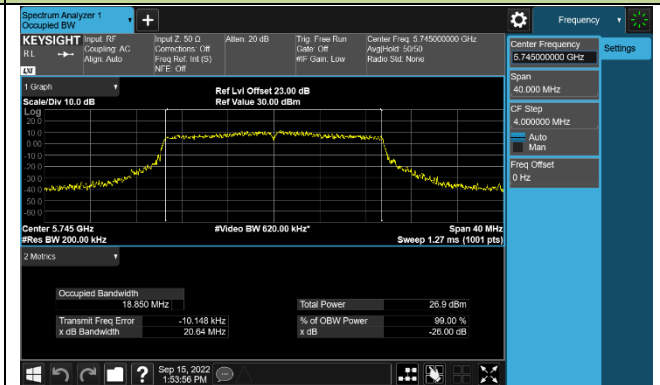 Spectrum Analyzer 1
Occupied BW
+
Frequency
KEYSIGHT
RL
LXI
Input: RF
Coupling: AC
Align: Auto
Input Z: 50 Ω
Corrections: Off
Freq Ref: Int (S)
NFE: Off
Atten: 20 dB
Trig: Free Run
Gate: Off
#IF Gain: Low
Center Freq: 5.745000000 GHz
Avg|Hold: 50/50
Radio Std: None
Center Frequency
5.745000000 GHz
Settings
Span
40.000 MHz
CF Step
4.000000 MHz
Auto
Man
Freq Offset
0 Hz
1 Graph
Scale/Div 10.0 dB
Ref Lvl Offset 23.00 dB
Ref Value 30.00 dBm
Log
20.0
10.0
0.00
-10.0
-20.0
-30.0
-40.0
-50.0
-60.0
Center 5.745 GHz
#Video BW 620.00 kHz*
Span 40 MHz
#Res BW 200.00 kHz
Sweep 1.27 ms (1001 pts)
2 Metrics
Occupied Bandwidth
18.850 MHz
Total Power 26.9 dBm
Transmit Freq Error -10.148 kHz
% of OBW Power 99.00 %
x dB Bandwidth 20.64 MHz
x dB -26.00 dB
?
Sep 15, 2022
1:53:56 PM